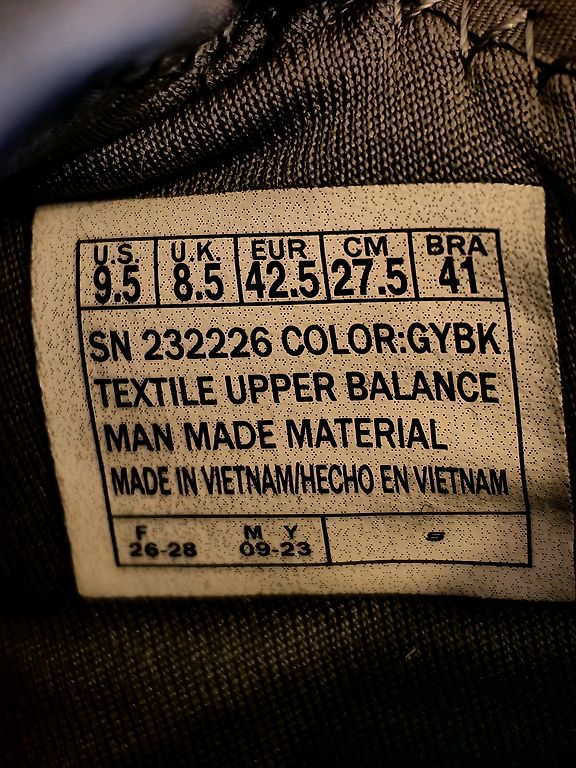 U.S. U.K. EUR CM BRA
9.5 8.5 42.5 27.5 41
SN 232226 COLOR:GYBK
TEXTILE UPPER BALANCE
MAN MADE MATERIAL
MADE IN VIETNAM/HECHO EN VIETNAM
F M Y
26-28 09-23